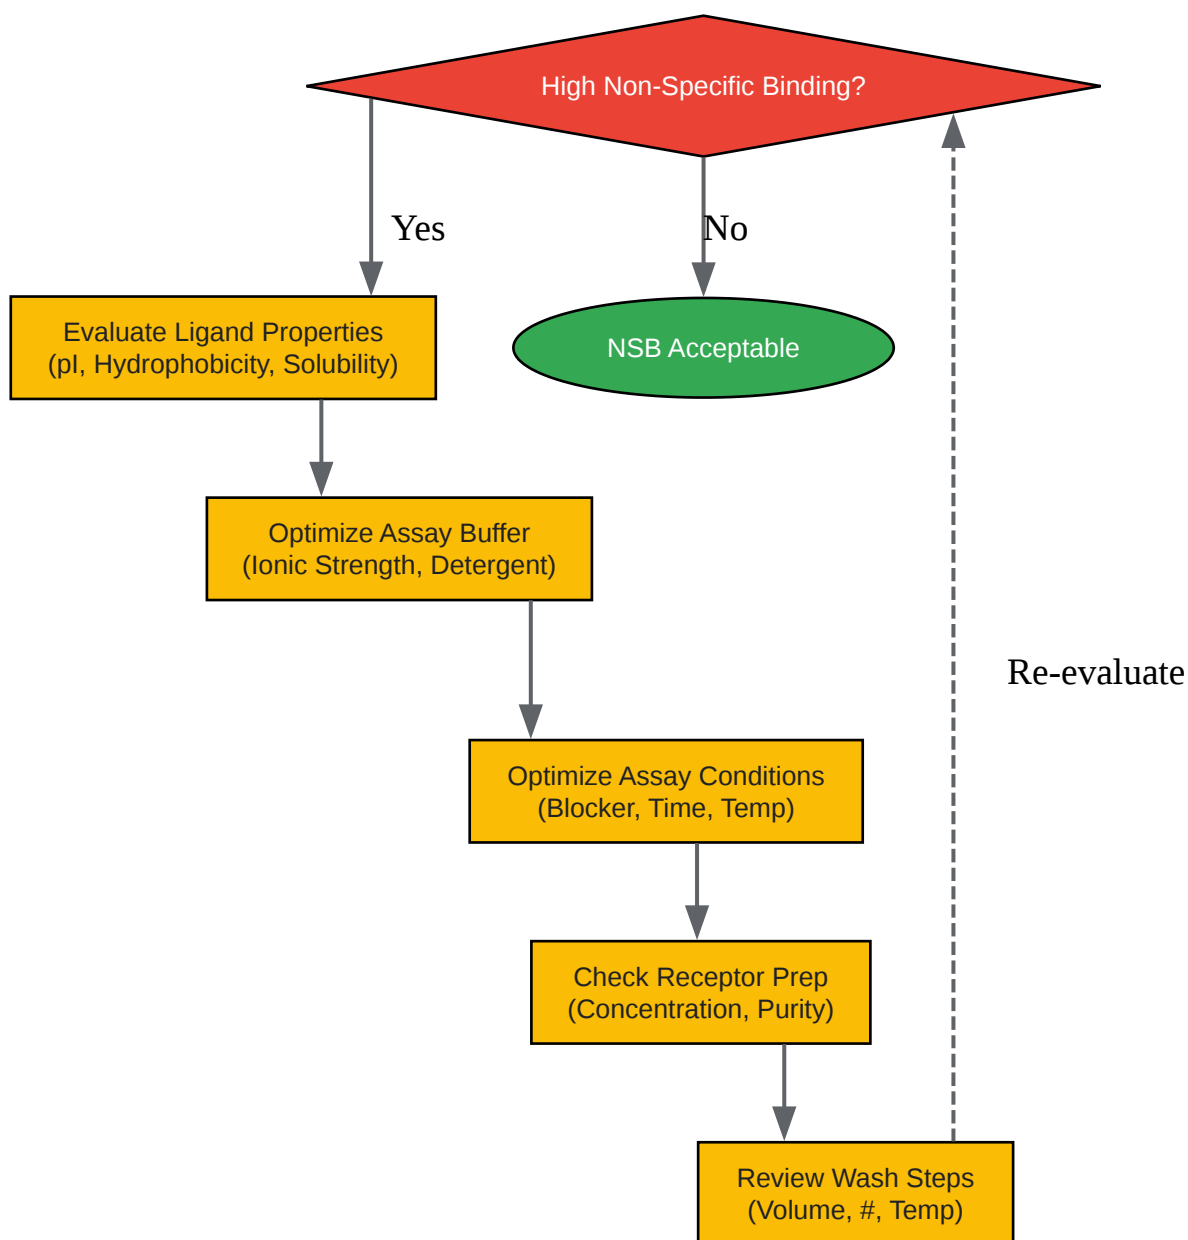 High Non-Specific Binding?
Yes
No
Evaluate Ligand Properties
(pI, Hydrophobicity, Solubility)
NSB Acceptable
Optimize Assay Buffer
(Ionic Strength, Detergent)
Re-evaluate
Optimize Assay Conditions
(Blocker, Time, Temp)
Check Receptor Prep
(Concentration, Purity)
Review Wash Steps
(Volume, #, Temp)